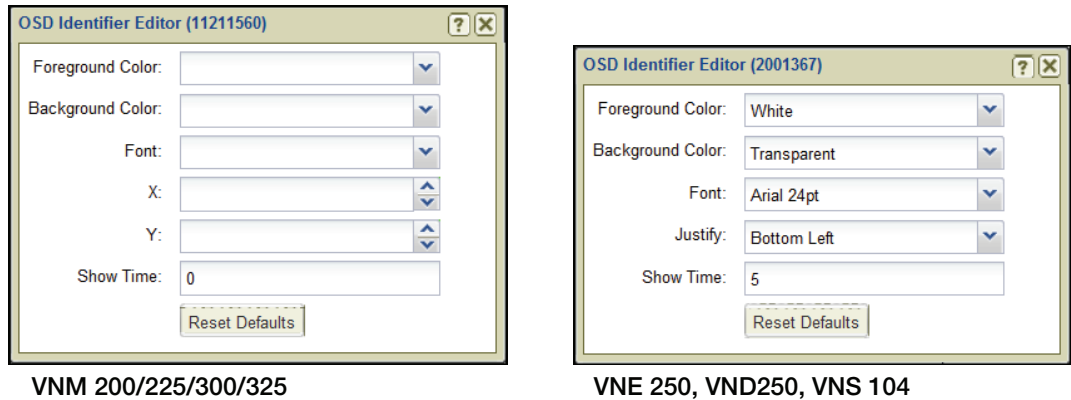 OSD Identifier Editor (11211560)
?
Foreground Color:
Background Color:
Font:
X:
Y:
Show Time: 0
Reset Defaults
VNM 200/225/300/325
OSD Identifier Editor (2001367)
?
Foreground Color: White
Background Color: Transparent
Font: Arial 24pt
Justify: Bottom Left
Show Time: 5
Reset Defaults
VNE 250, VND250, VNS 104